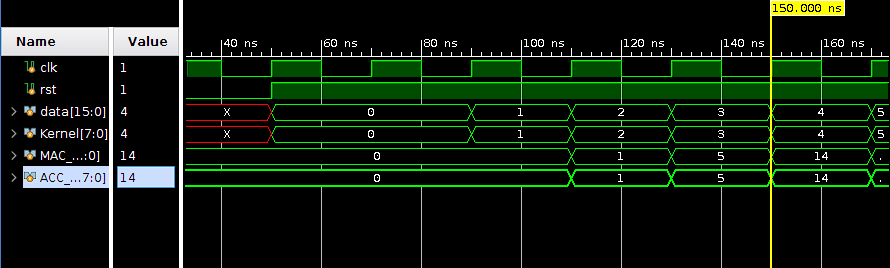 150.000 ns
Name Value
40 ns 60 ns 80 ns 100 ns 120 ns 140 ns 160 ns
clk 1
rst 1
data[15:0] 4 X 0 1 2 3 4 5
Kernel[7:0] 4 X 0 1 2 3 4 5
MAC_...:0] 14 0 1 5 14 .
ACC_...7:0] 14 0 1 5 14 .